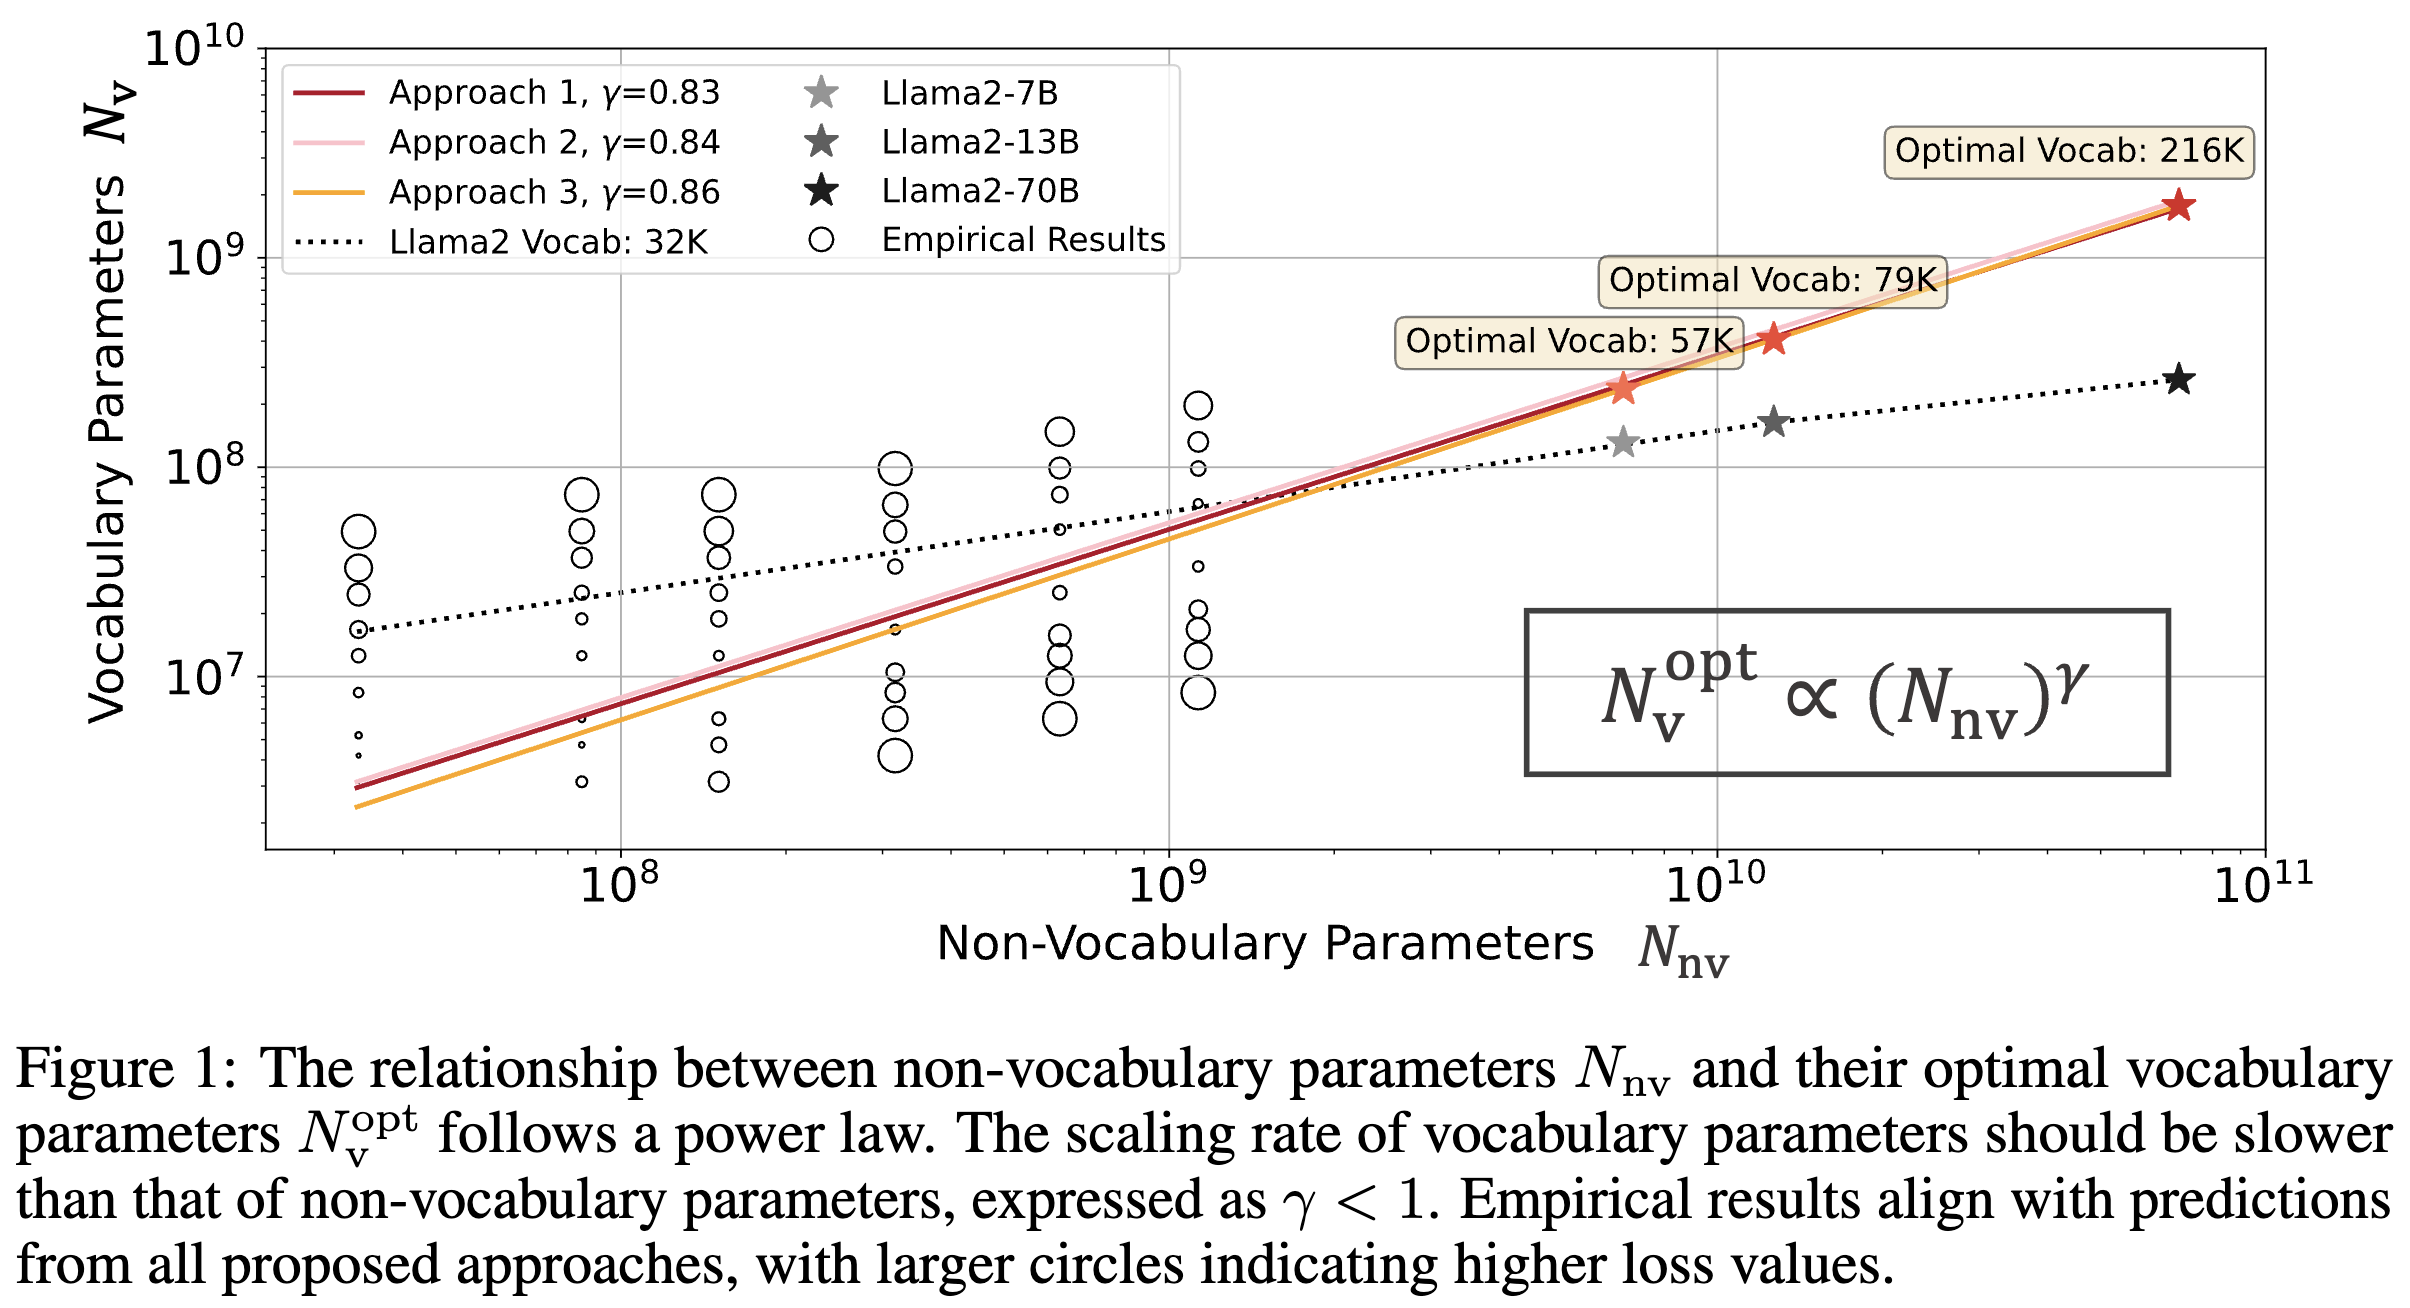 10^10
10^9
10^8
10^7
Vocabulary Parameters N_v
Approach 1, γ=0.83
Approach 2, γ=0.84
Approach 3, γ=0.86
Llama2 Vocab: 32K
Llama2-7B
Llama2-13B
Llama2-70B
Empirical Results
Optimal Vocab: 216K
Optimal Vocab: 79K
Optimal Vocab: 57K
N_v^opt ∝ (N_nv)^γ
10^8
10^9
10^10
10^11
Non-Vocabulary Parameters N_nv
Figure 1: The relationship between non-vocabulary parameters N_nv and their optimal vocabulary
parameters N_v^opt follows a power law. The scaling rate of vocabulary parameters should be slower
than that of non-vocabulary parameters, expressed as γ < 1. Empirical results align with predictions
from all proposed approaches, with larger circles indicating higher loss values.